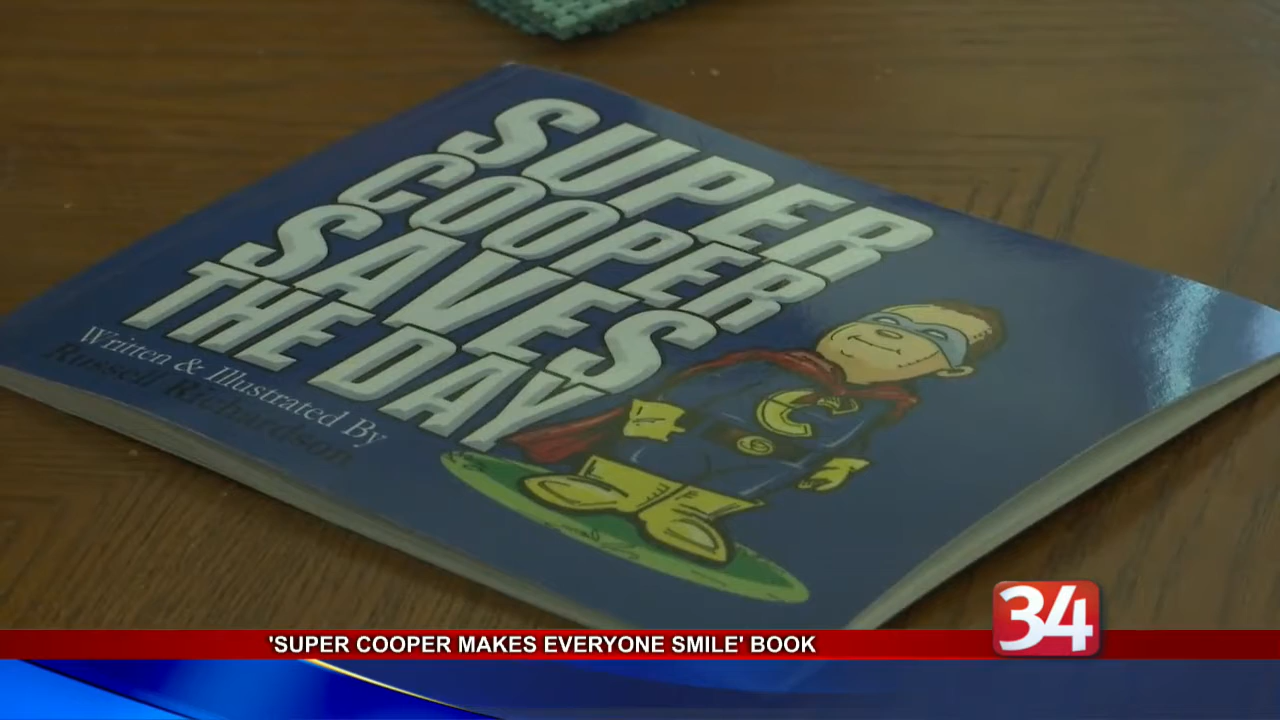 SUPER
COOPER
SAVES
THE DAY
Written & Illustrated By
Russell Richardson
C
34
'SUPER COOPER MAKES EVERYONE SMILE' BOOK